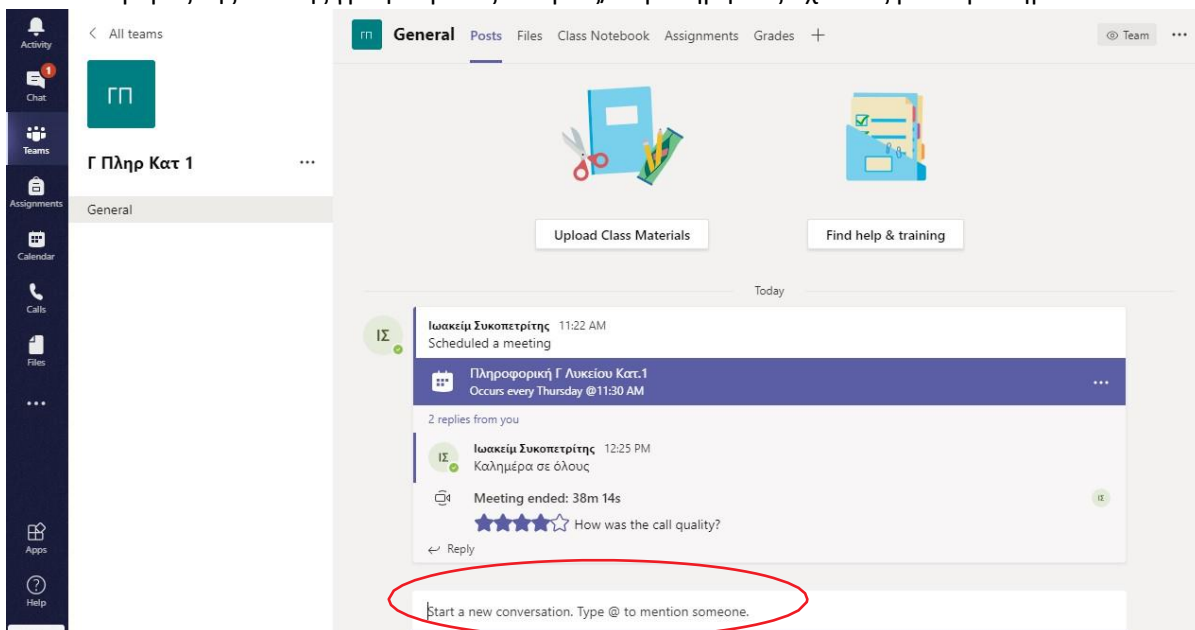 Activity
Chat
1
Teams
Assignments
Calendar
Calls
Files
Apps
Help
All teams
ΓΠ
Γ Πληρ Κατ 1
General
ΓΠ General Posts Files Class Notebook Assignments Grades Team
Upload Class Materials
Find help & training
Today
ΙΣ
Ιωακείμ Συκοπετρίτης 11:22 AM
Scheduled a meeting
Πληροφορική Γ Λυκείου Κατ.1
Occurs every Thursday @11:30 AM
2 replies from you
ΙΣ
Ιωακείμ Συκοπετρίτης 12:25 PM
Καλημέρα σε όλους
Meeting ended: 38m 14s
ΙΣ
How was the call quality?
Reply
Start a new conversation. Type @ to mention someone.